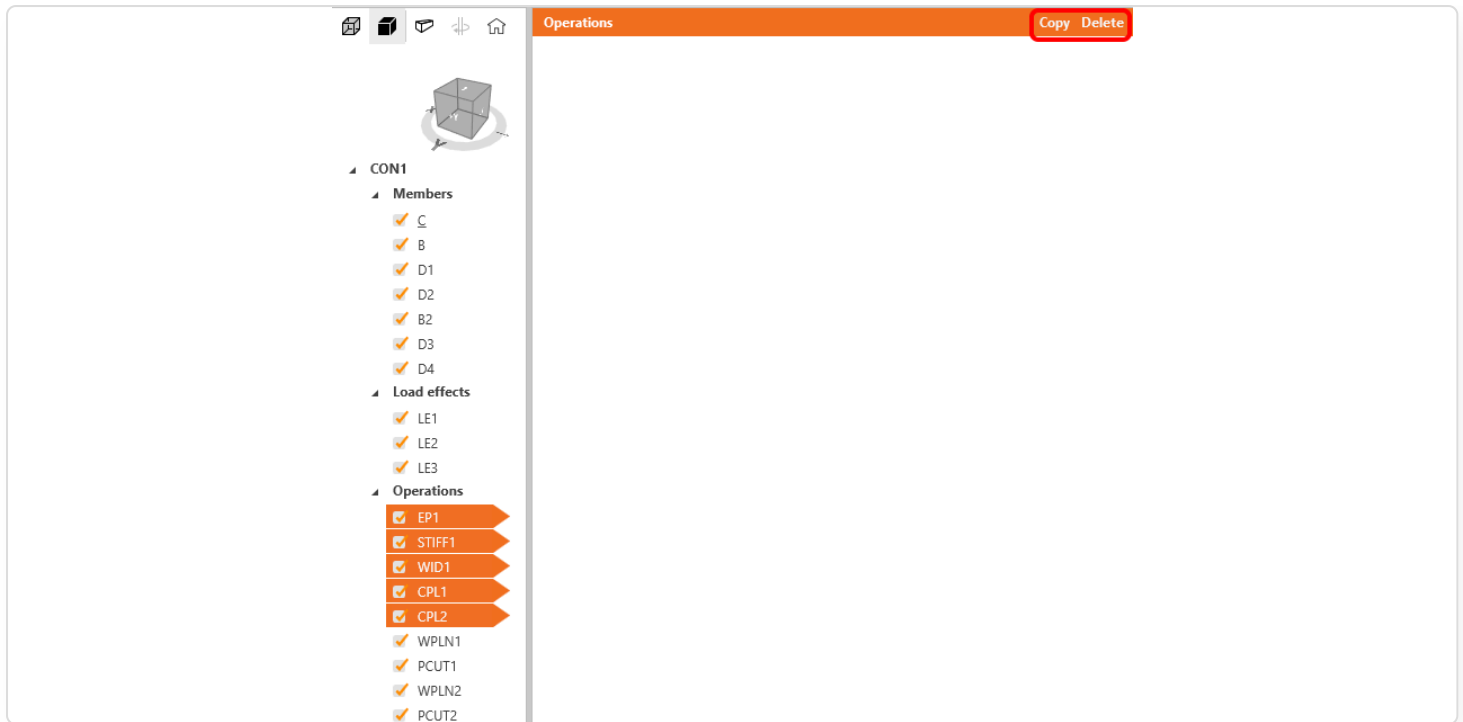 Operations
Copy Delete
CON1
Members
C
B
D1
D2
B2
D3
D4
Load effects
LE1
LE2
LE3
Operations
EP1
STIFF1
WID1
CPL1
CPL2
WPLN1
PCUT1
WPLN2
PCUT2